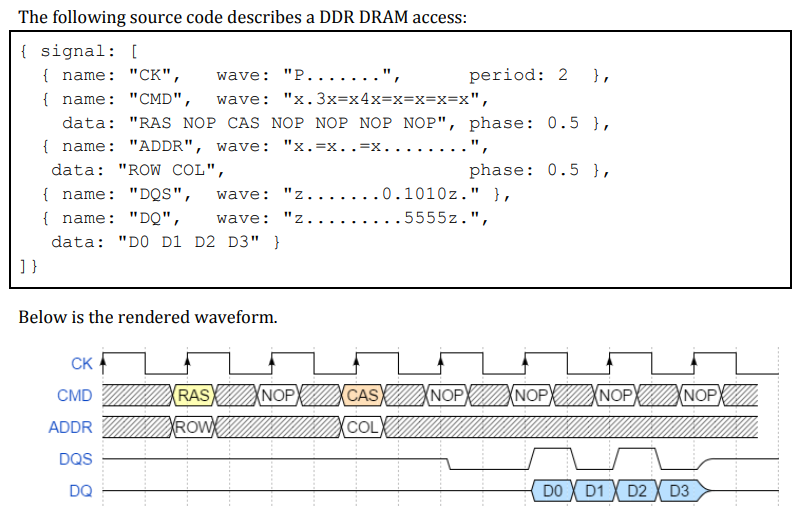 The following source code describes a DDR DRAM access:
{ signal: [
  { name: "CK",   wave: "P.......",        period: 2  },
  { name: "CMD",  wave: "x.3x=x4x=x=x=x=x",
    data: "RAS NOP CAS NOP NOP NOP NOP", phase: 0.5 },
  { name: "ADDR", wave: "x.=x..=x........",
   data: "ROW COL",                       phase: 0.5 },
  { name: "DQS",  wave: "z.......0.1010z." },
  { name: "DQ",   wave: "z.........5555z.",
   data: "D0 D1 D2 D3" }
]}
Below is the rendered waveform.
CK
CMD RAS NOP CAS NOP NOP NOP NOP
ADDR ROW COL
DQS
DQ D0 D1 D2 D3